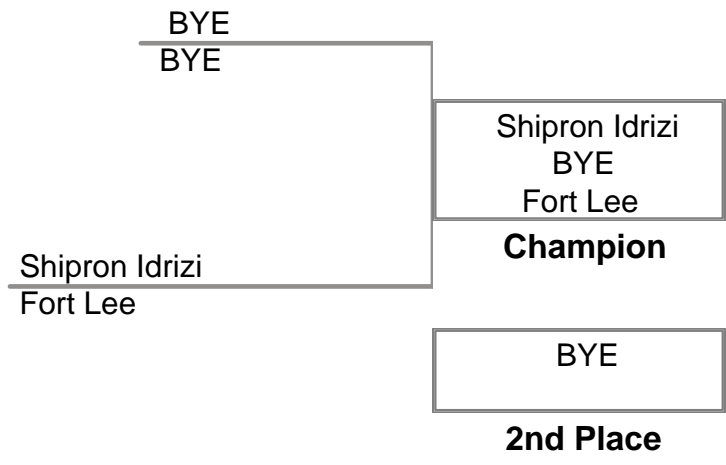 BYE
BYE
Shipron Idrizi
BYE
Fort Lee
Champion
Shipron Idrizi
Fort Lee
BYE
2nd Place